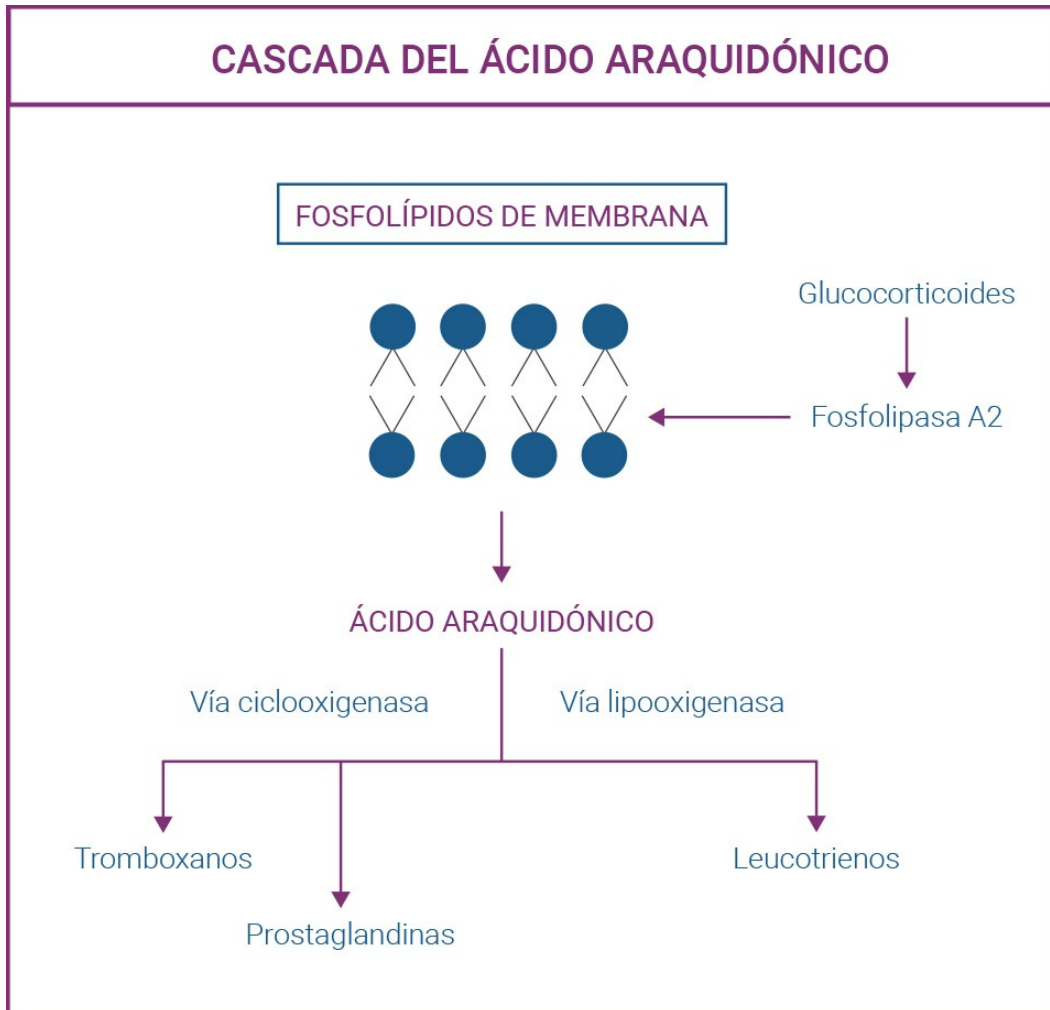 CASCADA DEL ÁCIDO ARAQUIDÓNICO
FOSFOLÍPIDOS DE MEMBRANA
Glucocorticoides
Fosfolipasa A2
ÁCIDO ARAQUIDÓNICO
Vía ciclooxigenasa
Vía lipooxigenasa
Tromboxanos
Leucotrienos
Prostaglandinas